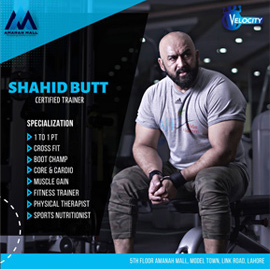 AMANAH MALL
VELOCITY
SHAHID BUTT
CERTIFIED TRAINER
SPECIALIZATION
1 TO 1 PT
CROSS FIT
BOOT CHAMP
CORE & CARDIO
MUSCLE GAIN
FITNESS TRAINER
PHYSICAL THERAPIST
SPORTS NUTRITIONIST
5TH FLOOR AMANAH MALL, MODEL TOWN, LINK ROAD, LAHORE